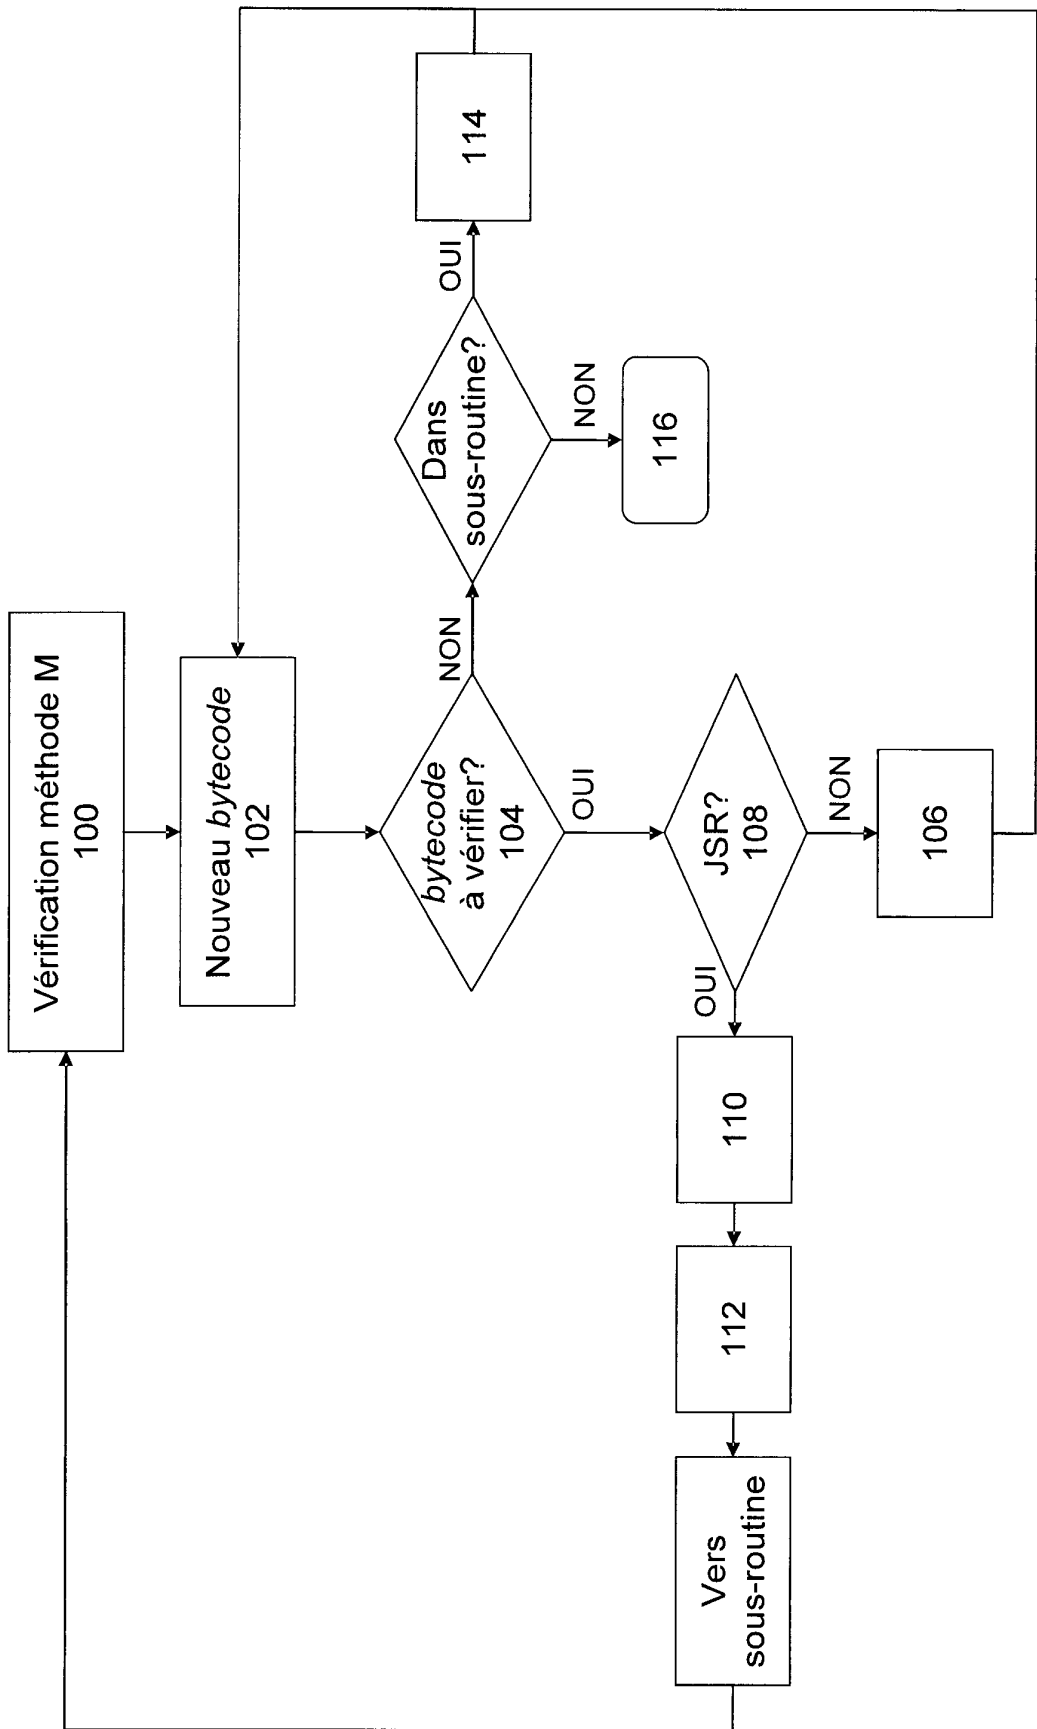 Vérification méthode M
100
Nouveau bytecode
102
bytecode
à vérifier?
104
NON
Dans
sous-routine?
OUI
114
NON
116
OUI
JSR?
108
NON
106
OUI
110
112
Vers
sous-routine